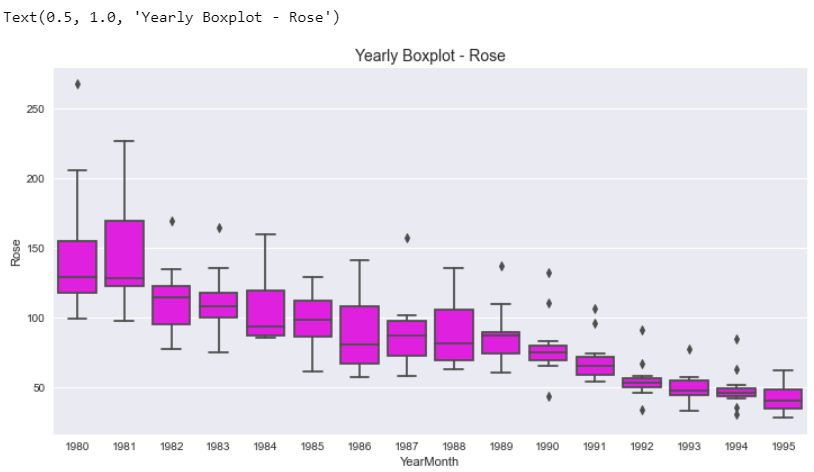 Text(0.5, 1.0, 'Yearly Boxplot - Rose')
Yearly Boxplot - Rose
250
200
150
100
50
Rose
1980 1981 1982 1983 1984 1985 1986 1987 1988 1989 1990 1991 1992 1993 1994 1995
YearMonth